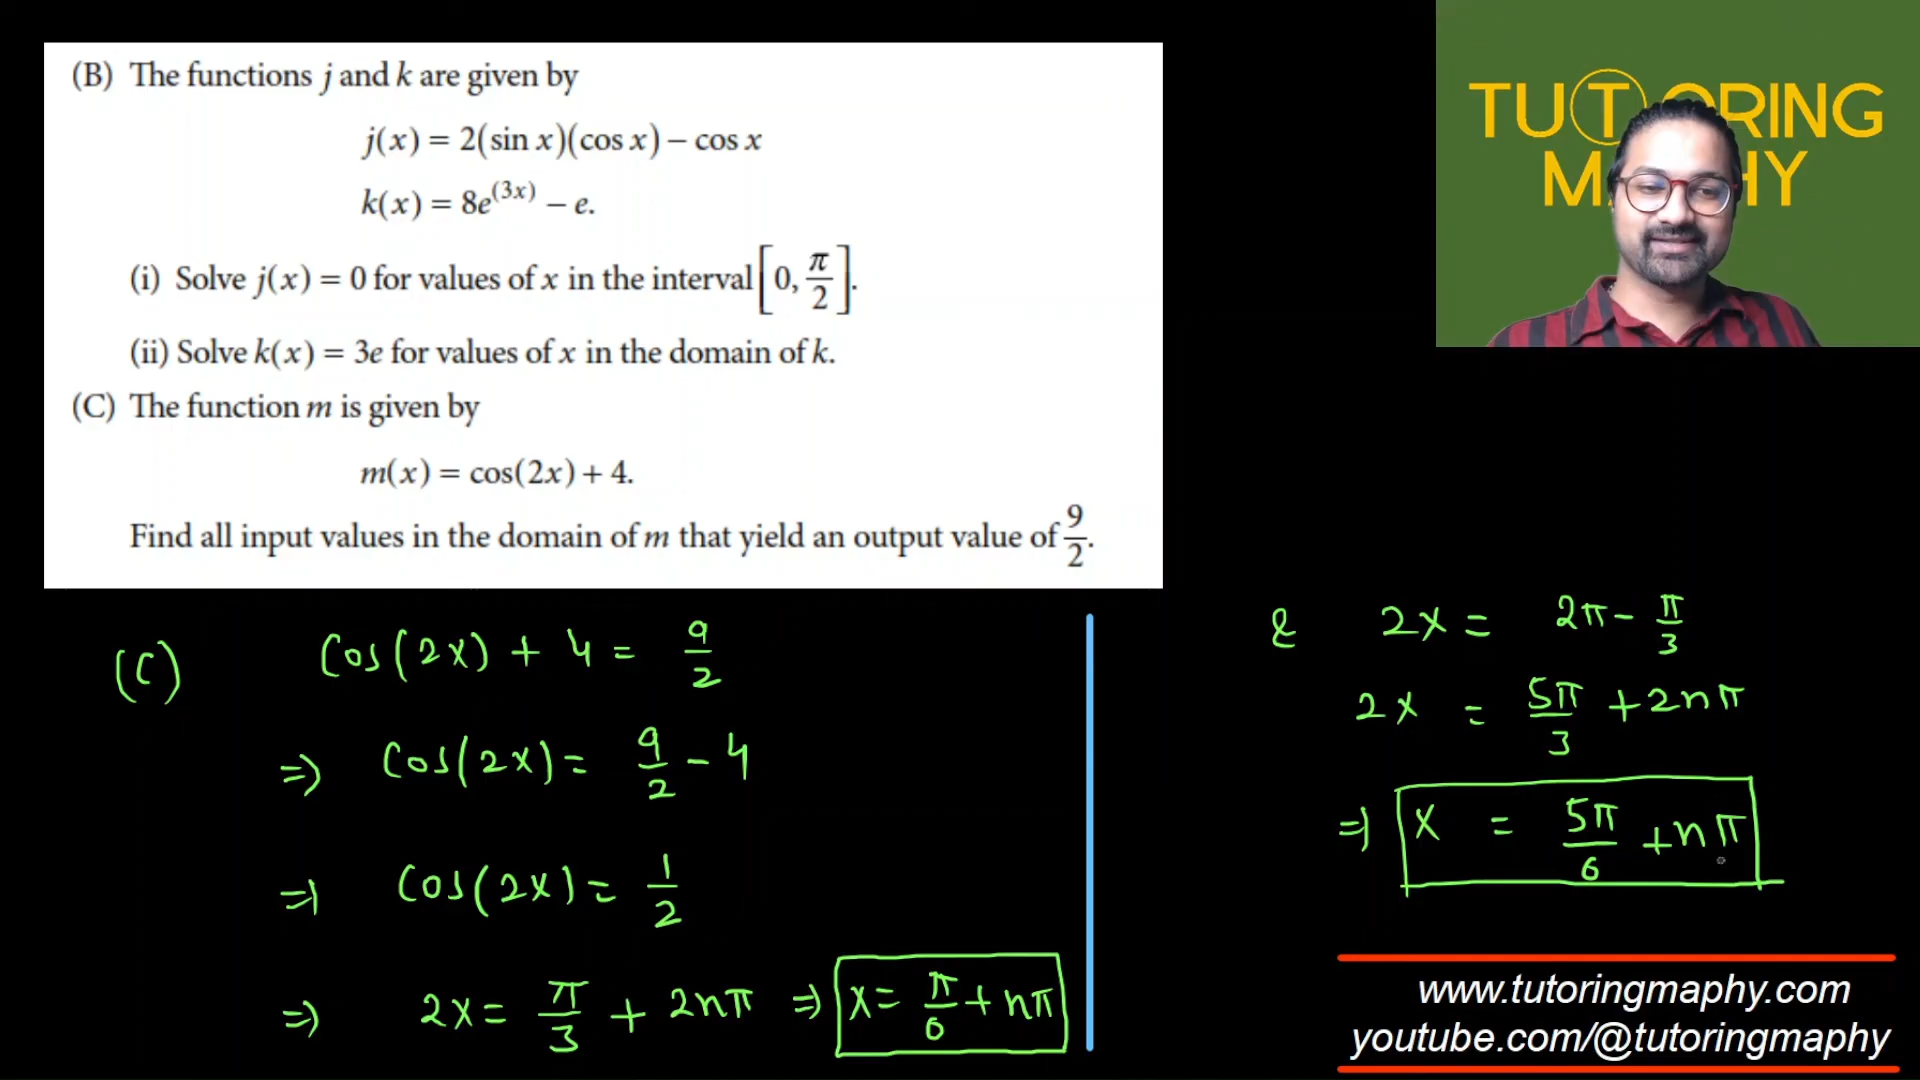 (B) The functions j and k are given by
j(x) = 2(sin x)(cos x) – cos x
k(x) = 8e^(3x) – e.
(i) Solve j(x) = 0 for values of x in the interval [0, π/2].
(ii) Solve k(x) = 3e for values of x in the domain of k.
(C) The function m is given by
m(x) = cos(2x) + 4.
Find all input values in the domain of m that yield an output value of 9/2.
(C) Cos(2x) + 4 = 9/2
=> Cos(2x) = 9/2 - 4
=> Cos(2x) = 1/2
=> 2x = π/3 + 2nπ => x = π/6 + nπ
& 2x = 2π - π/3
2x = 5π/3 + 2nπ
=> x = 5π/6 + nπ
TUTORING
www.tutoringmaphy.com
youtube.com/@tutoringmaphy